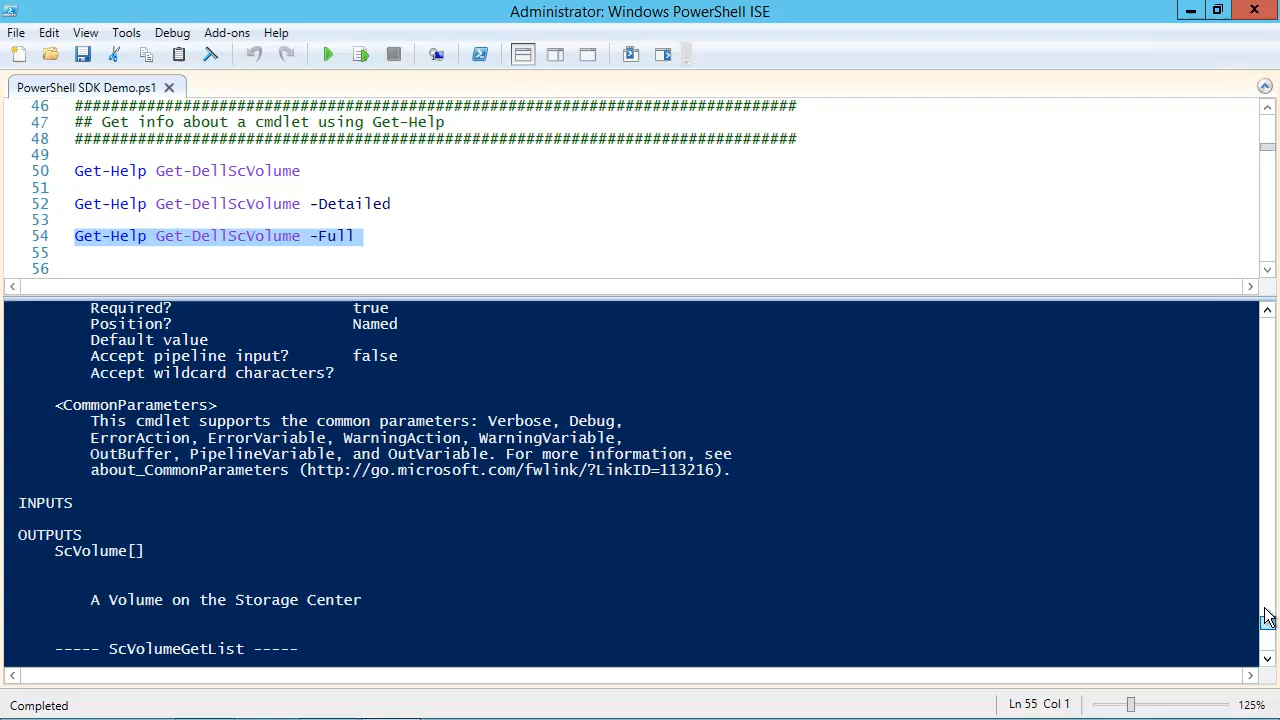 Administrator: Windows PowerShell ISE
File Edit View Tools Debug Add-ons Help
PowerShell SDK Demo.ps1
46 ################################################################################
47 ## Get info about a cmdlet using Get-Help
48 ################################################################################
49
50 Get-Help Get-DellScVolume
51
52 Get-Help Get-DellScVolume -Detailed
53
54 Get-Help Get-DellScVolume -Full
55
56
Required? true
Position? Named
Default value
Accept pipeline input? false
Accept wildcard characters?
<CommonParameters>
This cmdlet supports the common parameters: Verbose, Debug,
ErrorAction, ErrorVariable, WarningAction, WarningVariable,
OutBuffer, PipelineVariable, and OutVariable. For more information, see
about_CommonParameters (http://go.microsoft.com/fwlink/?LinkID=113216).
INPUTS
OUTPUTS
ScVolume[]
A Volume on the Storage Center
----- ScVolumeGetList -----
Completed Ln 55 Col 1 125%